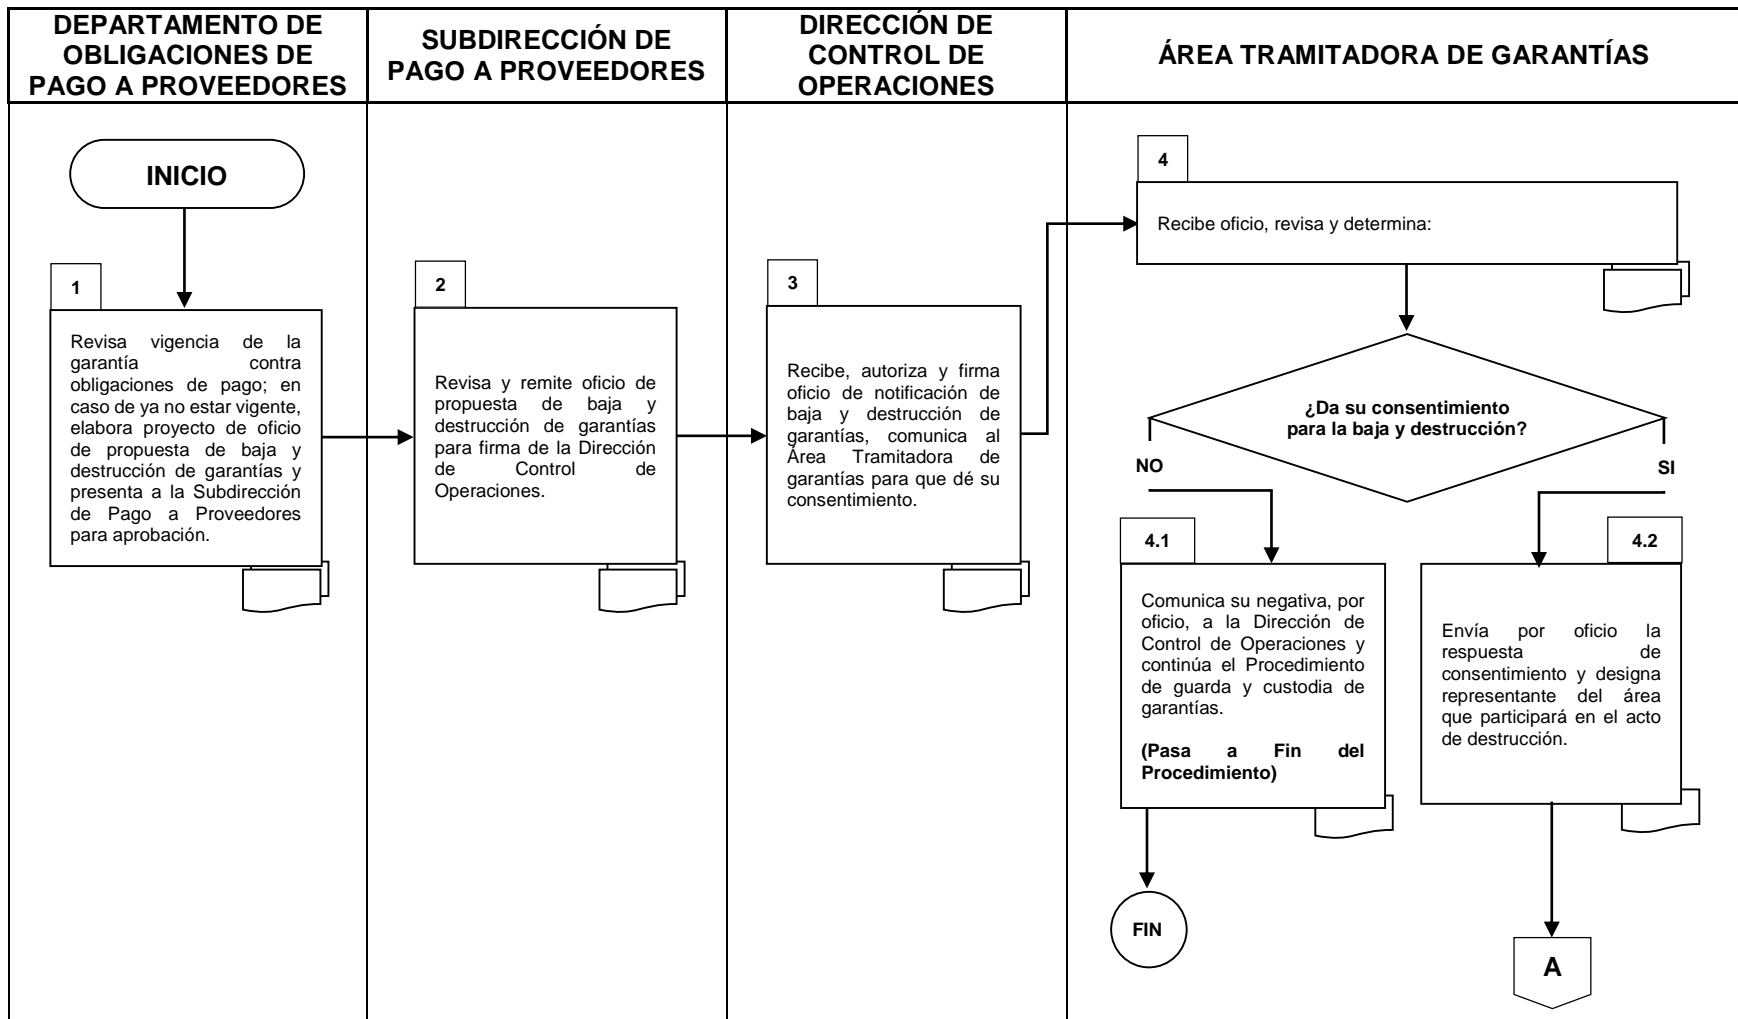 DEPARTAMENTO DE
OBLIGACIONES DE
PAGO A PROVEEDORES
SUBDIRECCIÓN DE
PAGO A PROVEEDORES
DIRECCIÓN DE
CONTROL DE
OPERACIONES
ÁREA TRAMITADORA DE GARANTÍAS
INICIO
1
Revisa vigencia de la
garantía contra
obligaciones de pago; en
caso de ya no estar vigente,
elabora proyecto de oficio
de propuesta de baja y
destrucción de garantías y
presenta a la Subdirección
de Pago a Proveedores
para aprobación.
2
Revisa y remite oficio de
propuesta de baja y
destrucción de garantías
para firma de la Dirección
de Control de
Operaciones.
3
Recibe, autoriza y firma
oficio de notificación de
baja y destrucción de
garantías, comunica al
Área Tramitadora de
garantías para que dé su
consentimiento.
4
Recibe oficio, revisa y determina:
¿Da su consentimiento
para la baja y destrucción?
NO
SI
4.1
Comunica su negativa, por
oficio, a la Dirección de
Control de Operaciones y
continúa el Procedimiento
de guarda y custodia de
garantías.
(Pasa a Fin del
Procedimiento)
FIN
4.2
Envía por oficio la
respuesta de
consentimiento y designa
representante del área
que participará en el acto
de destrucción.
A